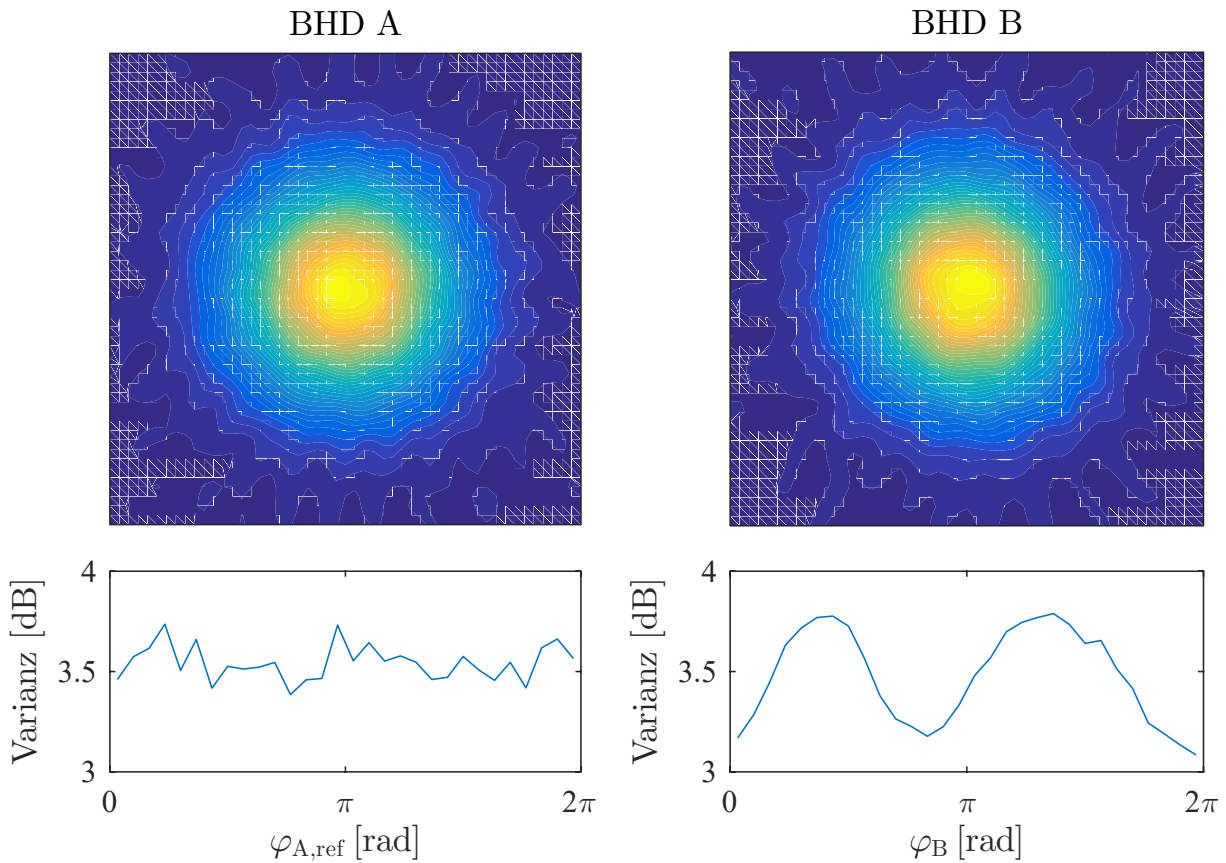 BHD A
BHD B
Varianz [dB]
4
3.5
3
0
π
2π
φA,ref [rad]
Varianz [dB]
4
3.5
3
0
π
2π
φB [rad]